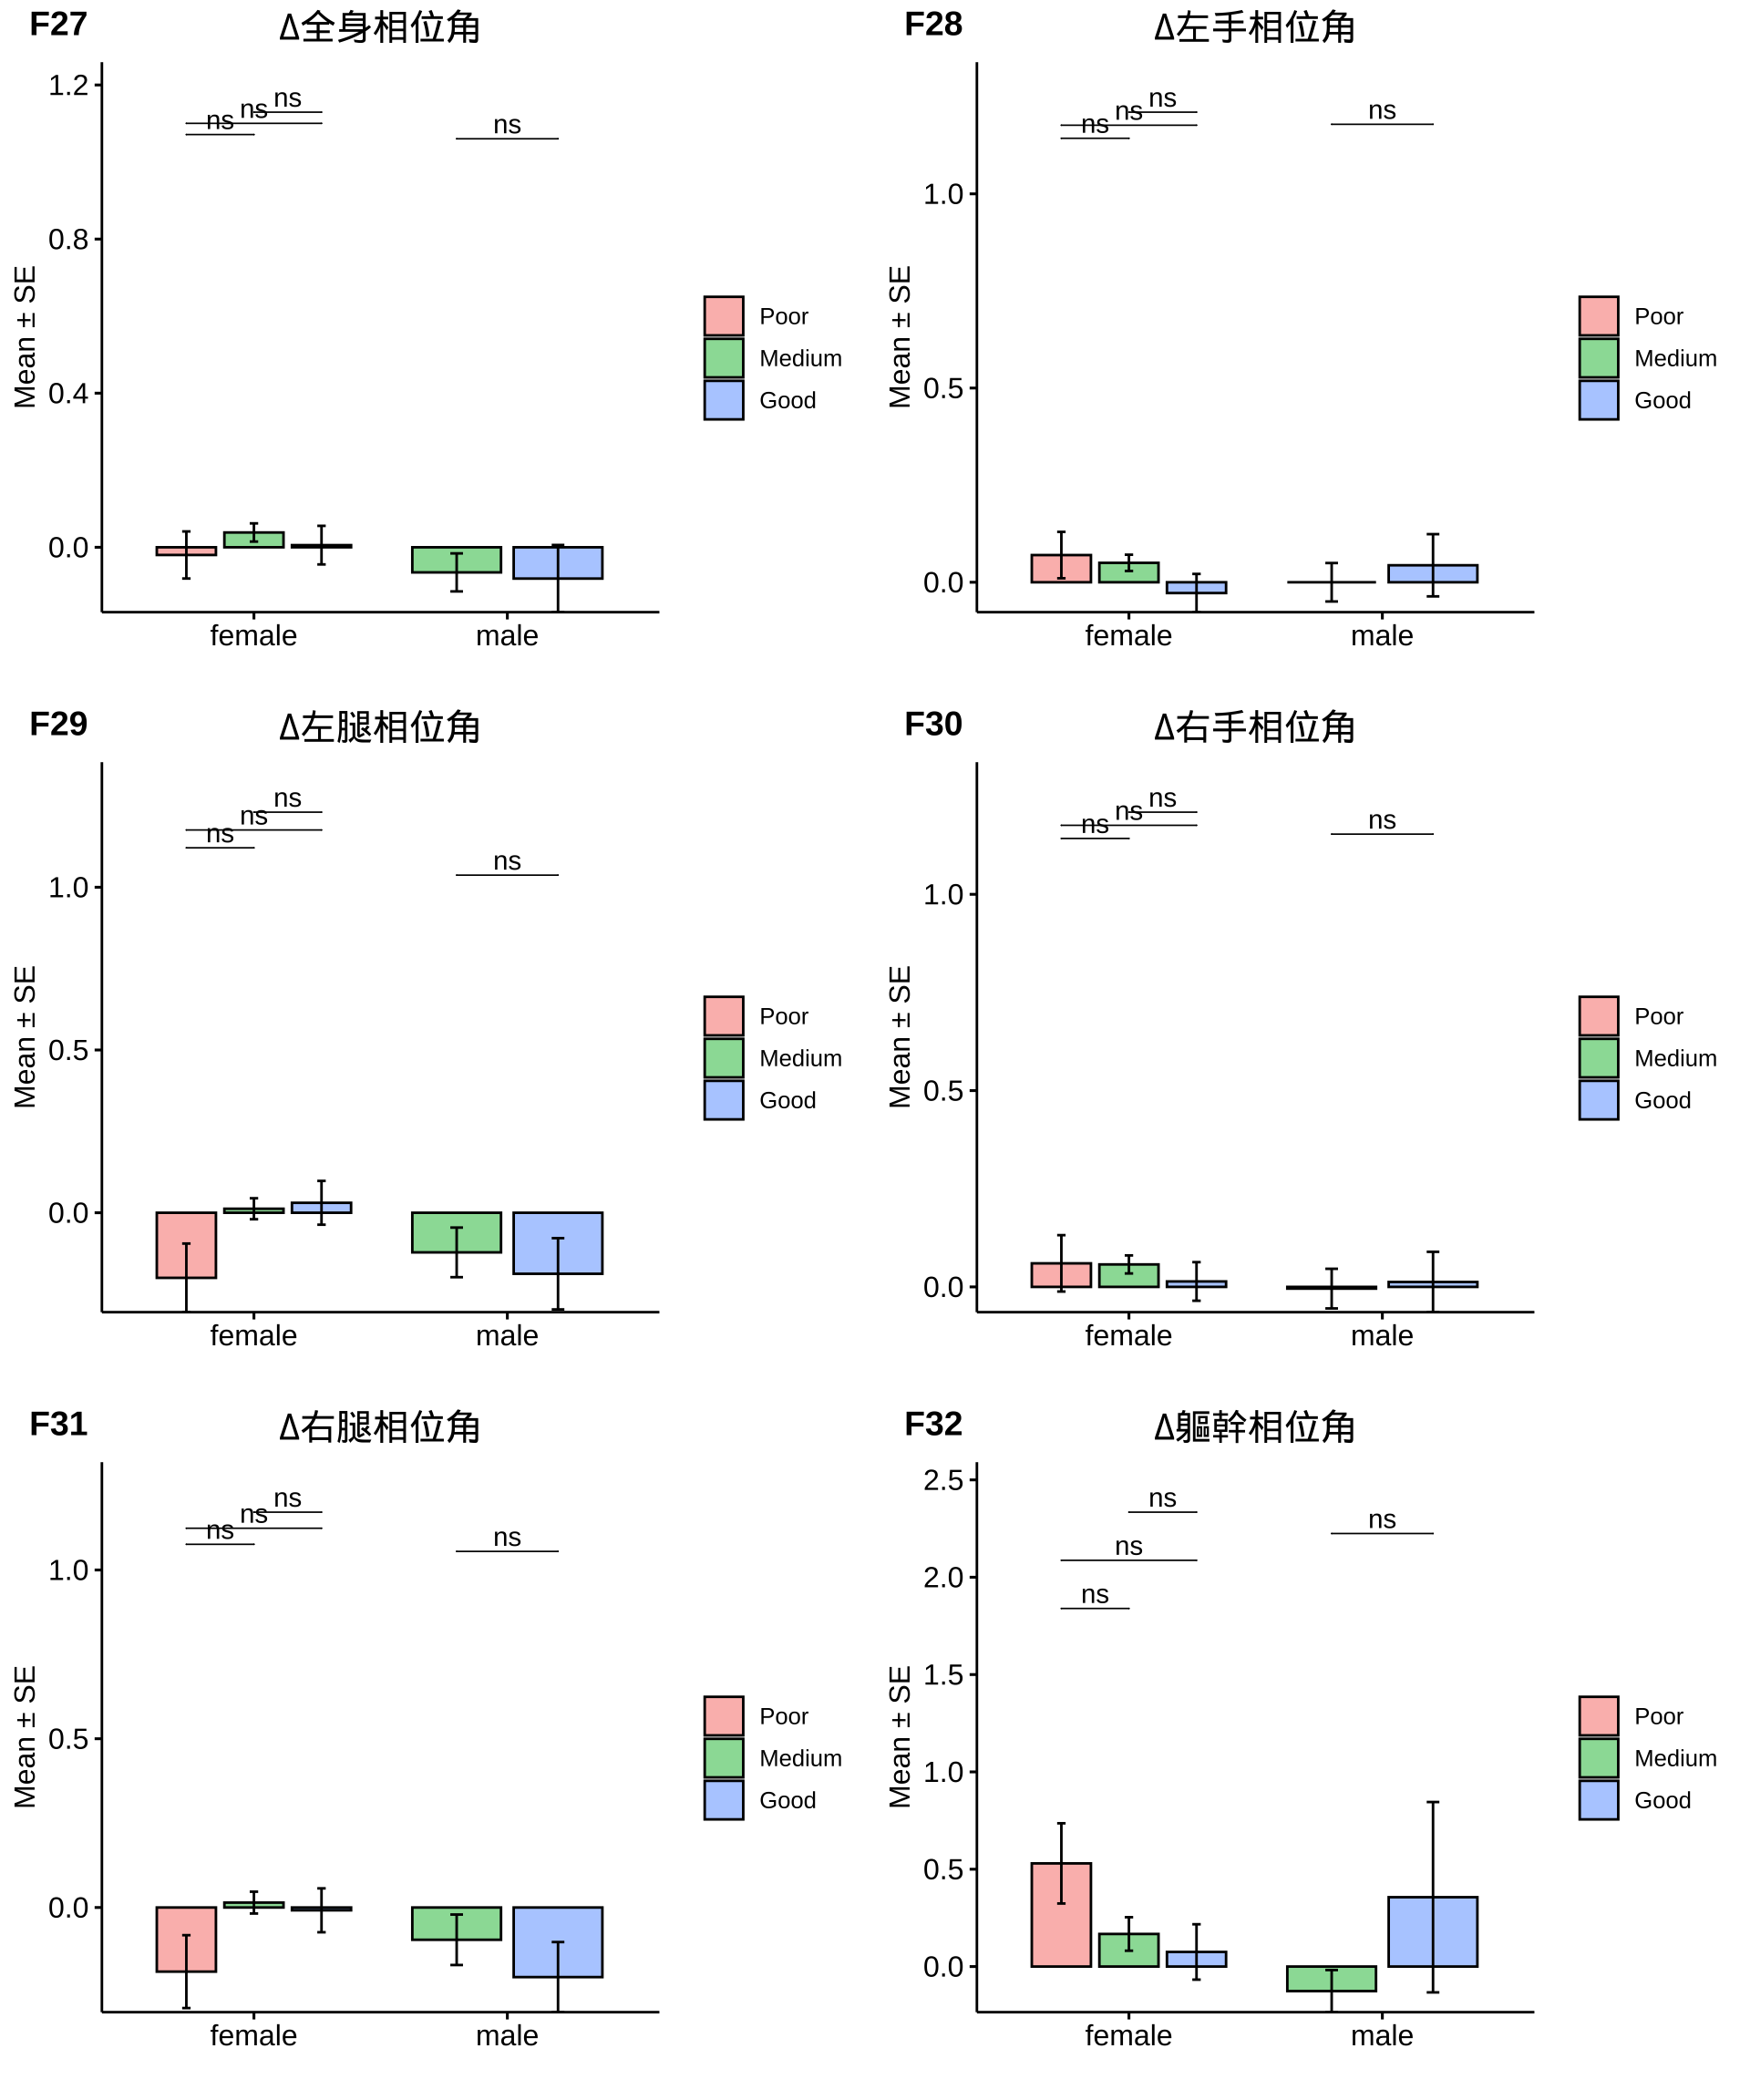 F27
Δ全身相位角
1.2
0.8
0.4
0.0
Mean ± SE
ns
ns
ns
ns
female
male
Poor
Medium
Good
F28
Δ左手相位角
1.0
0.5
0.0
Mean ± SE
ns
ns
ns
ns
female
male
Poor
Medium
Good
F29
Δ左腿相位角
1.0
0.5
0.0
Mean ± SE
ns
ns
ns
ns
female
male
Poor
Medium
Good
F30
Δ右手相位角
1.0
0.5
0.0
Mean ± SE
ns
ns
ns
ns
female
male
Poor
Medium
Good
F31
Δ右腿相位角
1.0
0.5
0.0
Mean ± SE
ns
ns
ns
ns
female
male
Poor
Medium
Good
F32
Δ軀幹相位角
2.5
2.0
1.5
1.0
0.5
0.0
Mean ± SE
ns
ns
ns
ns
female
male
Poor
Medium
Good